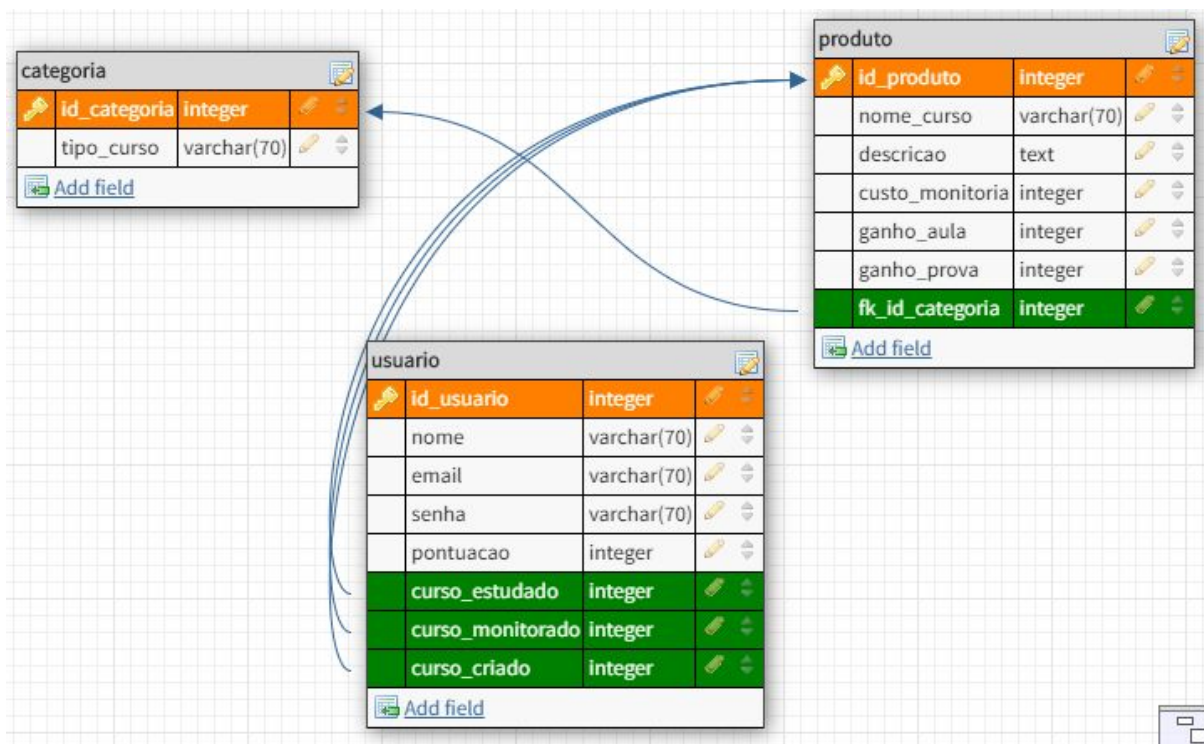 categoria
id_categoria integer
tipo_curso varchar(70)
Add field
produto
id_produto integer
nome_curso varchar(70)
descricao text
custo_monitoria integer
ganho_aula integer
ganho_prova integer
fk_id_categoria integer
Add field
usuario
id_usuario integer
nome varchar(70)
email varchar(70)
senha varchar(70)
pontuacao integer
curso_estudado integer
curso_monitorado integer
curso_criado integer
Add field